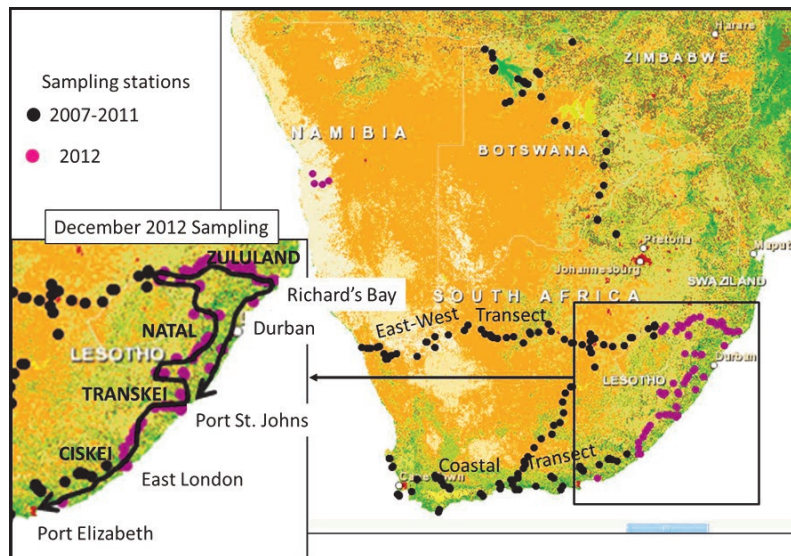 Sampling stations
2007-2011
2012
December 2012 Sampling
ZULULAND
Richard's Bay
NATAL
Durban
LESOTHO
TRANSKEI
Port St. Johns
CISKEI
East London
Port Elizabeth
Harare
ZIMBABWE
NAMIBIA
BOTSWANA
Pretoria
Maput
Johannesburg
SWAZILAND
SOUTH AFRICA
East-West Transect
Durban
LESOTHO
Coastal Transect